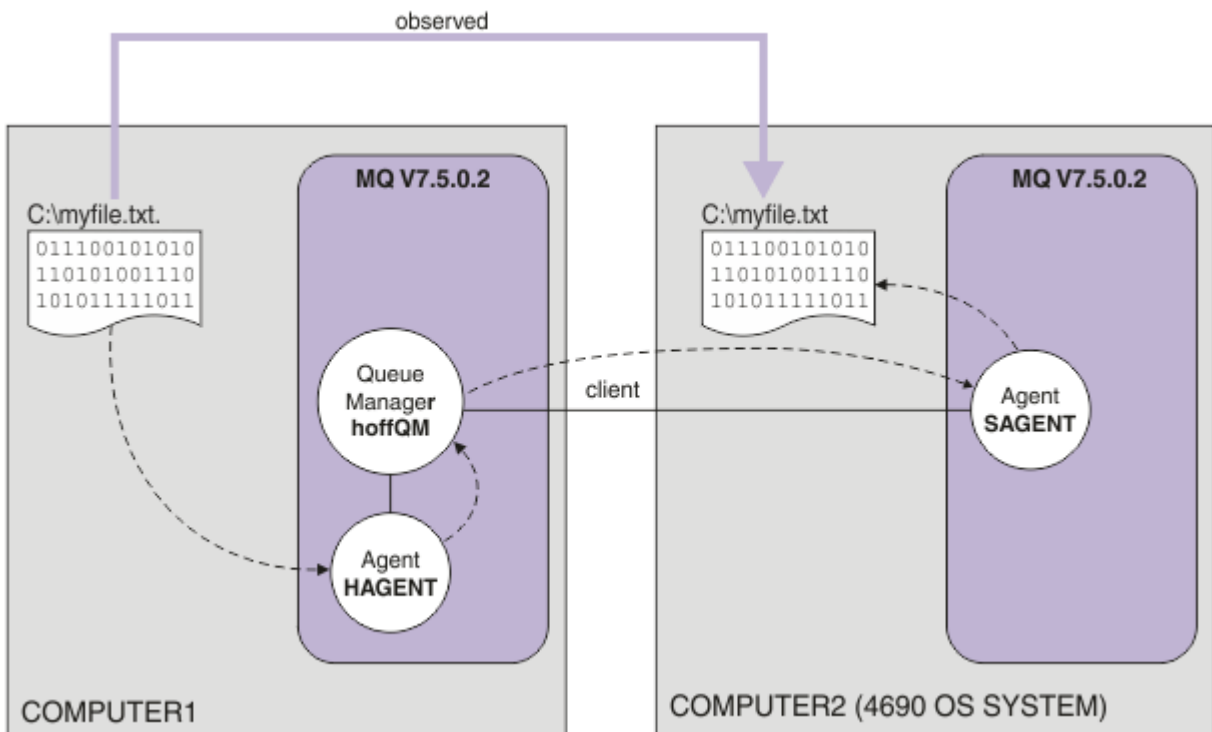 observed
MQ V7.5.0.2
C:\myfile.txt.
011100101010
110101001110
101011111011
Queue
Manager
hoffQM
Agent
HAGENT
COMPUTER1
client
MQ V7.5.0.2
C:\myfile.txt
011100101010
110101001110
101011111011
Agent
SAGENT
COMPUTER2 (4690 OS SYSTEM)